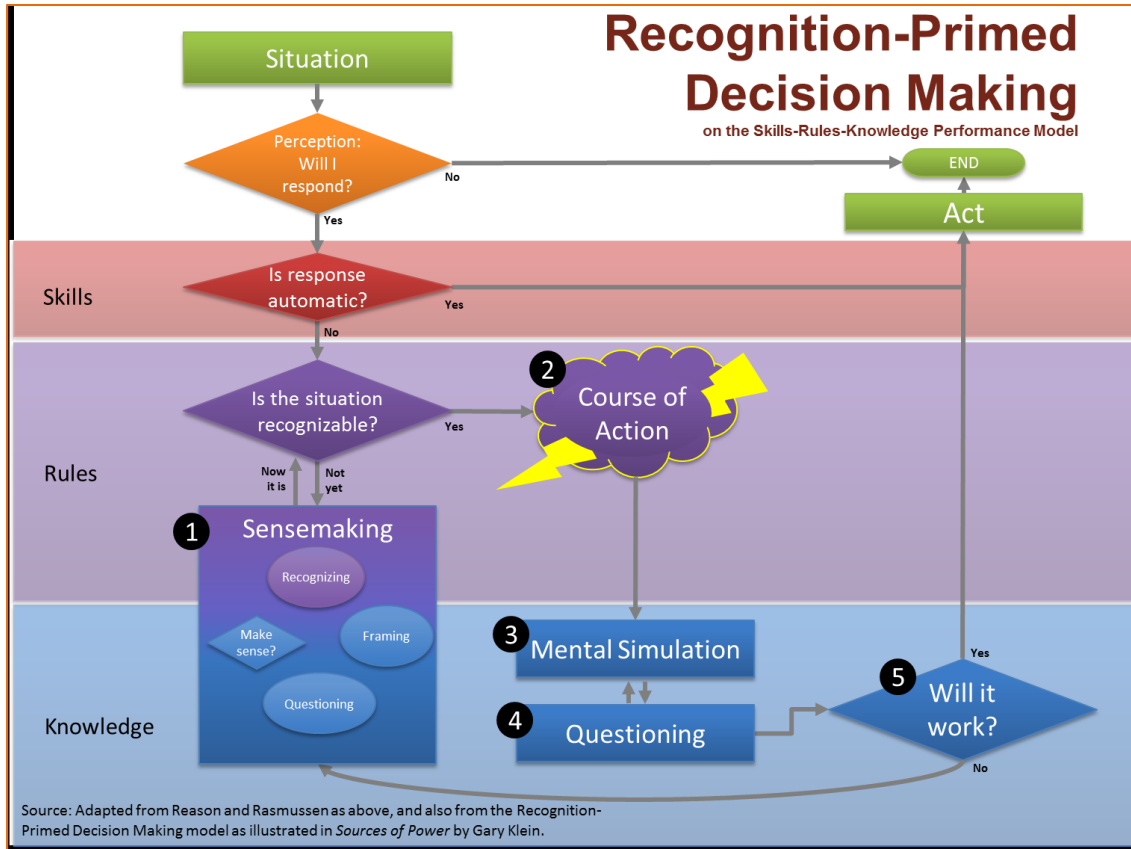 Recognition-Primed
Decision Making
on the Skills-Rules-Knowledge Performance Model
Situation
Perception:
Will I
respond?
No
Yes
END
Act
Skills
Is response
automatic?
Yes
No
Rules
Is the situation
recognizable?
Yes
2
Course of
Action
Now
it is
Not
yet
1
Sensemaking
Recognizing
Make
sense?
Framing
Questioning
Knowledge
3
Mental Simulation
4
Questioning
5
Will it
work?
Yes
No
Source: Adapted from Reason and Rasmussen as above, and also from the Recognition-
Primed Decision Making model as illustrated in Sources of Power by Gary Klein.